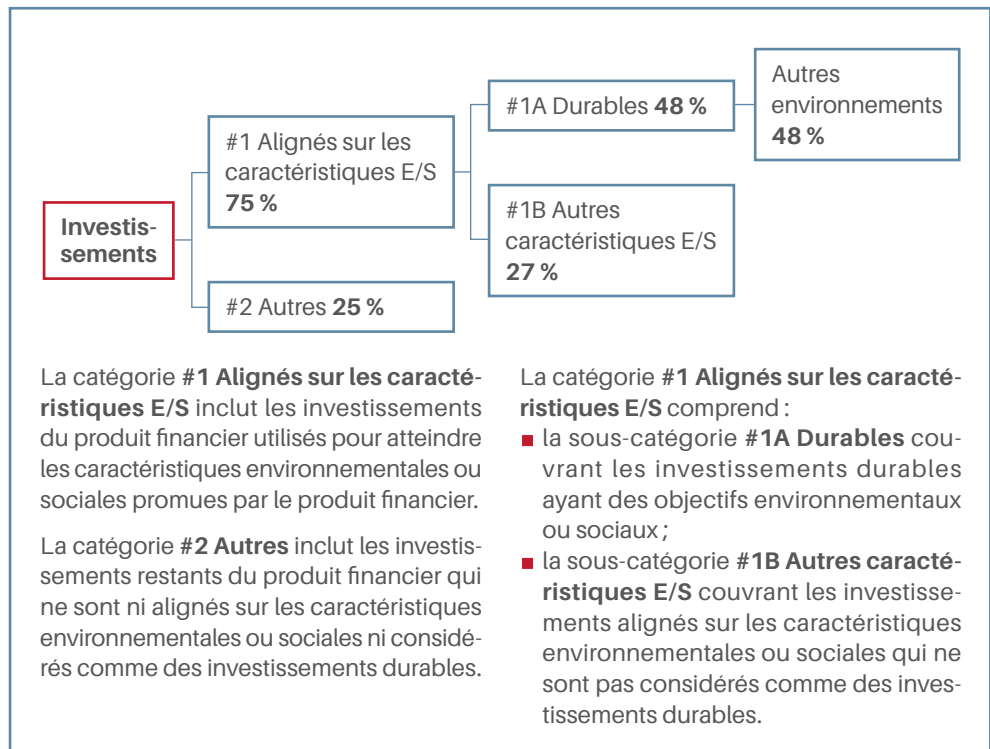 Investis-
sements
#1 Alignés sur les
caractéristiques E/S
75 %
#2 Autres 25 %
#1A Durables 48 %
#1B Autres
caractéristiques E/S
27 %
Autres
environnements
48 %
La catégorie #1 Alignés sur les caracté-
ristiques E/S inclut les investissements
du produit financier utilisés pour atteindre
les caractéristiques environnementales ou
sociales promues par le produit financier.
La catégorie #2 Autres inclut les investis-
sements restants du produit financier qui
ne sont ni alignés sur les caractéristiques
environnementales ou sociales ni considé-
rés comme des investissements durables.
La catégorie #1 Alignés sur les caracté-
ristiques E/S comprend :
■ la sous-catégorie #1A Durables cou-
vrant les investissements durables
ayant des objectifs environnementaux
ou sociaux ;
■ la sous-catégorie #1B Autres caracté-
ristiques E/S couvrant les investisse-
ments alignés sur les caractéristiques
environnementales ou sociales qui ne
sont pas considérés comme des inves-
tissements durables.